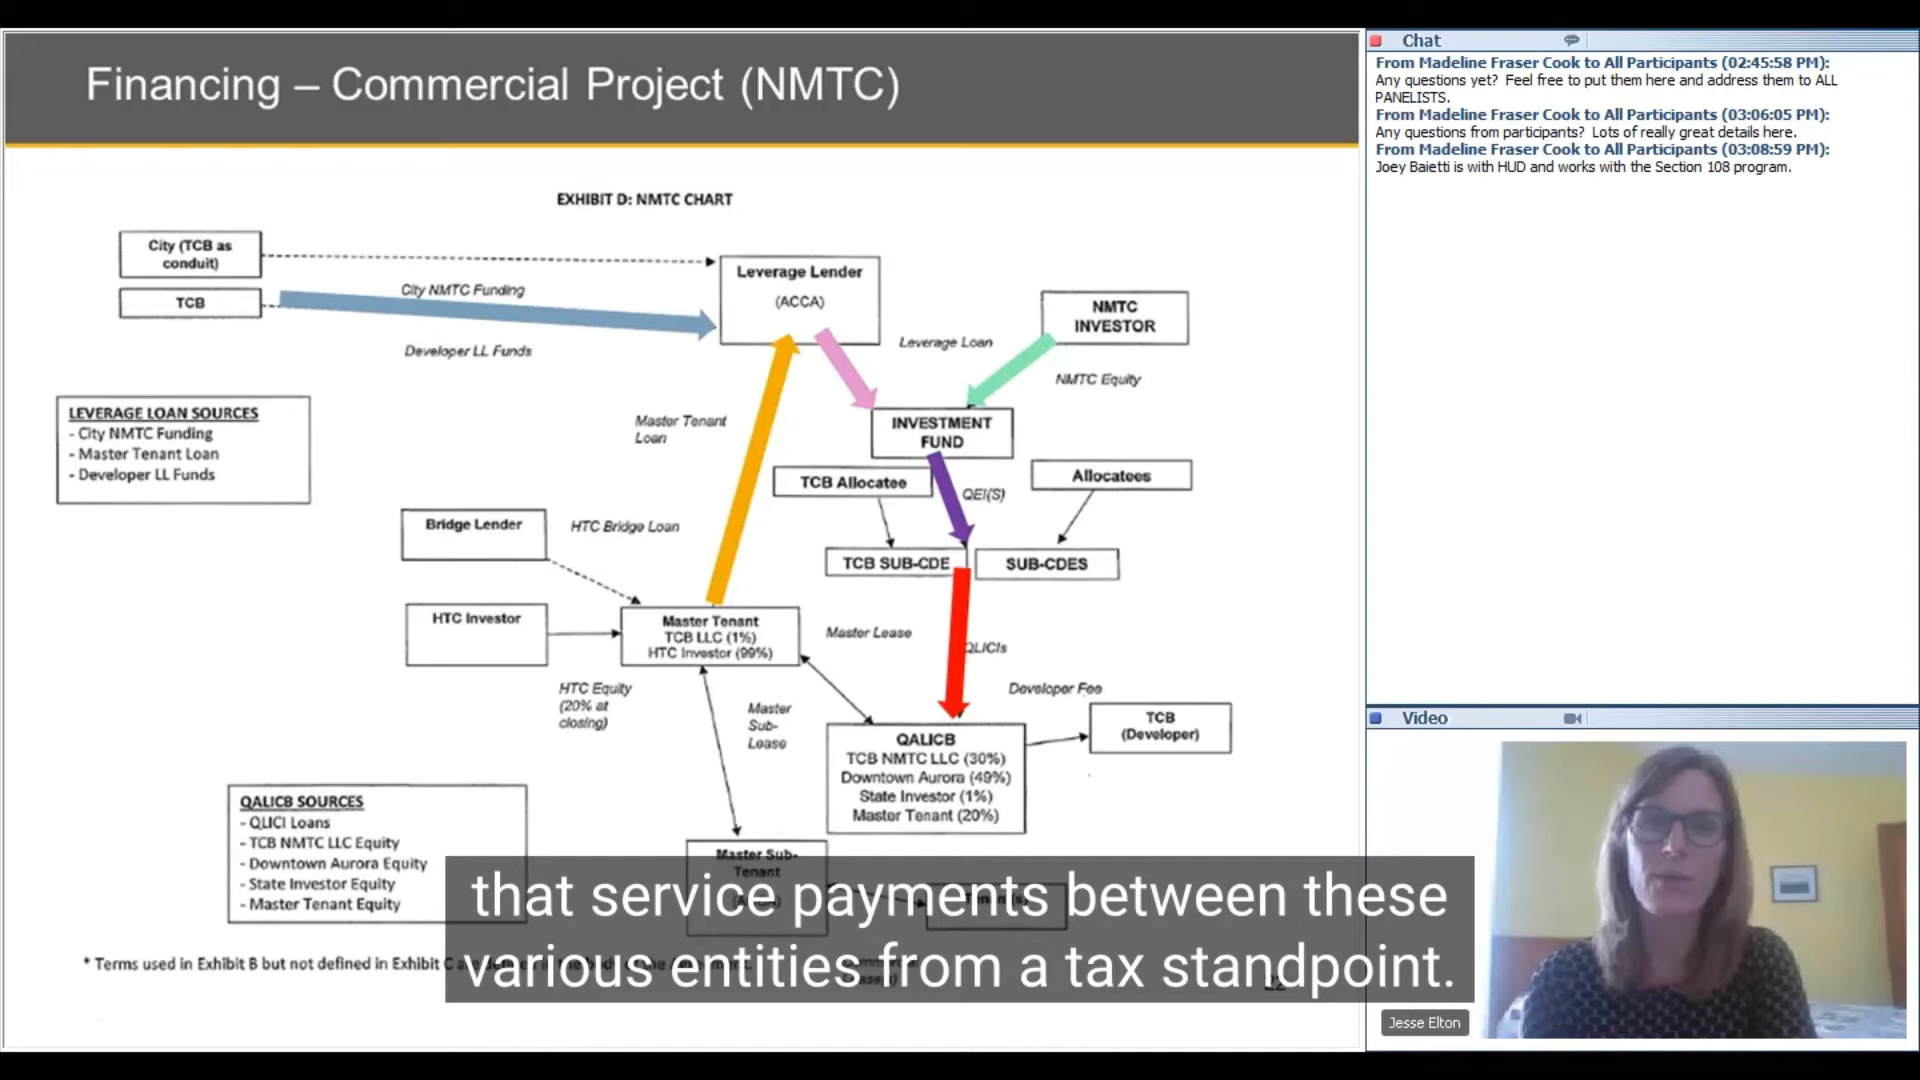 Financing – Commercial Project (NMTC)
EXHIBIT D: NMTC CHART
City (TCB as
conduit)
TCB
City NMTC Funding
Developer LL Funds
Leverage Lender
(ACCA)
NMTC
INVESTOR
Leverage Loan
NMTC Equity
LEVERAGE LOAN SOURCES
- City NMTC Funding
- Master Tenant Loan
- Developer LL Funds
Master Tenant
Loan
INVESTMENT
FUND
TCB Allocatee
QEI(S)
Allocatees
Bridge Lender
HTC Bridge Loan
TCB SUB-CDE
SUB-CDES
HTC Investor
Master Tenant
TCB LLC (1%)
HTC Investor (99%)
Master Lease
QLICIs
HTC Equity
(20% at
closing)
Master
Sub-
Lease
Developer Fee
TCB
(Developer)
QALICB
TCB NMTC LLC (30%)
Downtown Aurora (49%)
State Investor (1%)
Master Tenant (20%)
QALICB SOURCES
- QLICI Loans
- TCB NMTC LLC Equity
- Downtown Aurora Equity
- State Investor Equity
- Master Tenant Equity
Master Sub-
Tenant
* Terms used in Exhibit B but not defined in Exhibit C
22
that service payments between these
various entities from a tax standpoint.
Chat
From Madeline Fraser Cook to All Participants (02:45:58 PM):
Any questions yet? Feel free to put them here and address them to ALL
PANELISTS.
From Madeline Fraser Cook to All Participants (03:06:05 PM):
Any questions from participants? Lots of really great details here.
From Madeline Fraser Cook to All Participants (03:08:59 PM):
Joey Baietti is with HUD and works with the Section 108 program.
Video
Jesse Elton